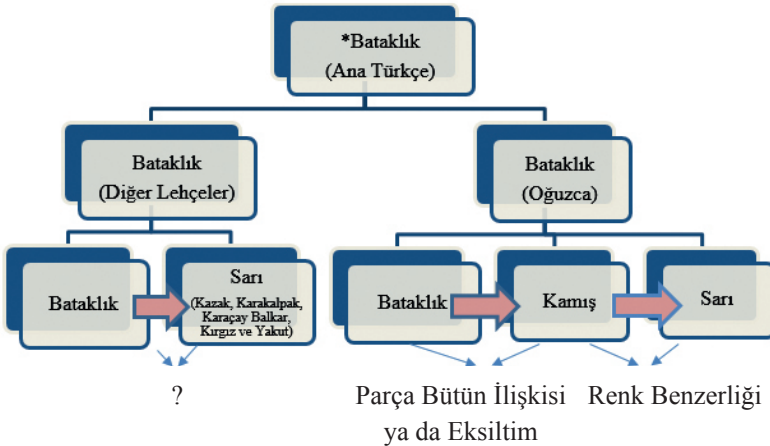 *Bataklık
(Ana Türkçe)
Bataklık
(Diğer Lehçeler)
Bataklık
(Oğuzca)
Bataklık
Sarı
(Kazak, Karakalpak,
Karaçay Balkar,
Kırgız ve Yakut)
Bataklık
Kamış
Sarı
?
Parça Bütün İlişkisi
ya da Eksiltim
Renk Benzerliği